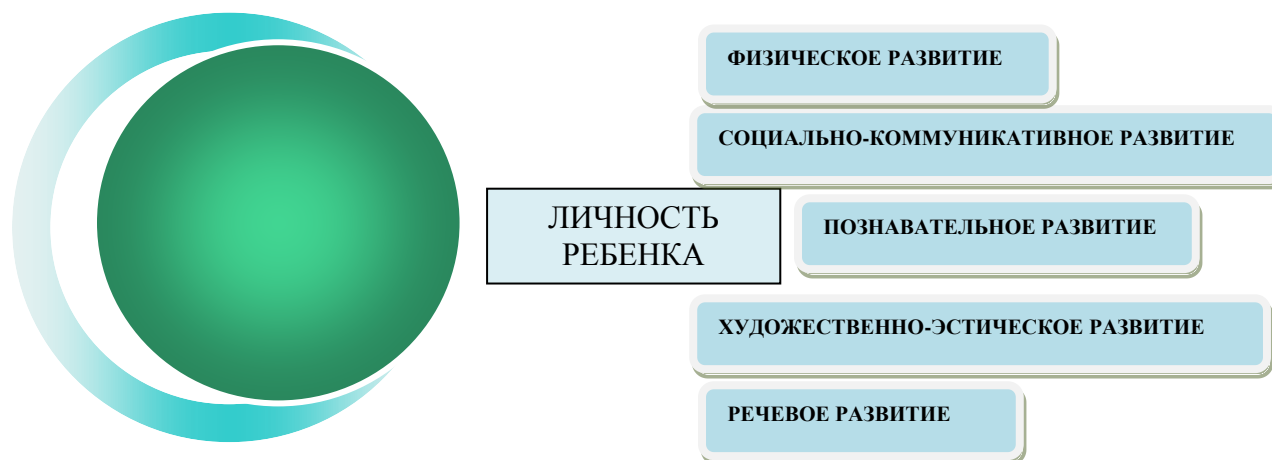 ФИЗИЧЕСКОЕ РАЗВИТИЕ
СОЦИАЛЬНО-КОММУНИКАТИВНОЕ РАЗВИТИЕ
ЛИЧНОСТЬ
РЕБЕНКА
ПОЗНАВАТЕЛЬНОЕ РАЗВИТИЕ
ХУДОЖЕСТВЕННО-ЭСТИЧЕСКОЕ РАЗВИТИЕ
РЕЧЕВОЕ РАЗВИТИЕ